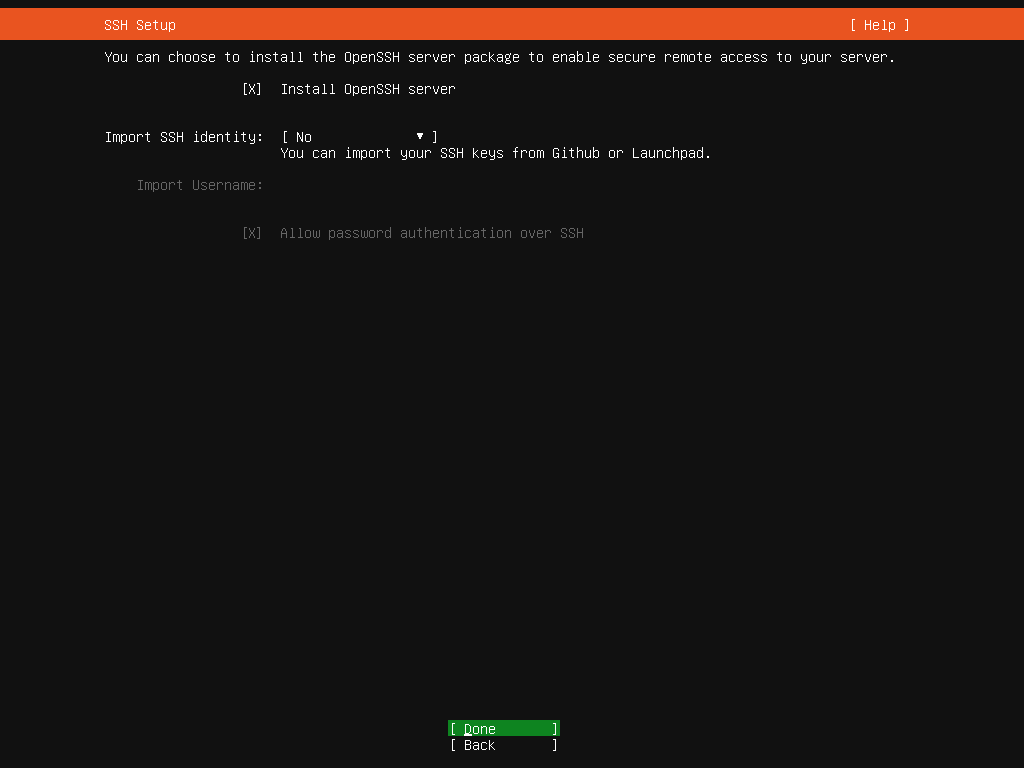 SSH Setup [ Help ]
You can choose to install the OpenSSH server package to enable secure remote access to your server.
[X] Install OpenSSH server
Import SSH identity: [ No ▾ ]
You can import your SSH keys from Github or Launchpad.
Import Username:
[X] Allow password authentication over SSH
[ Done ]
[ Back ]